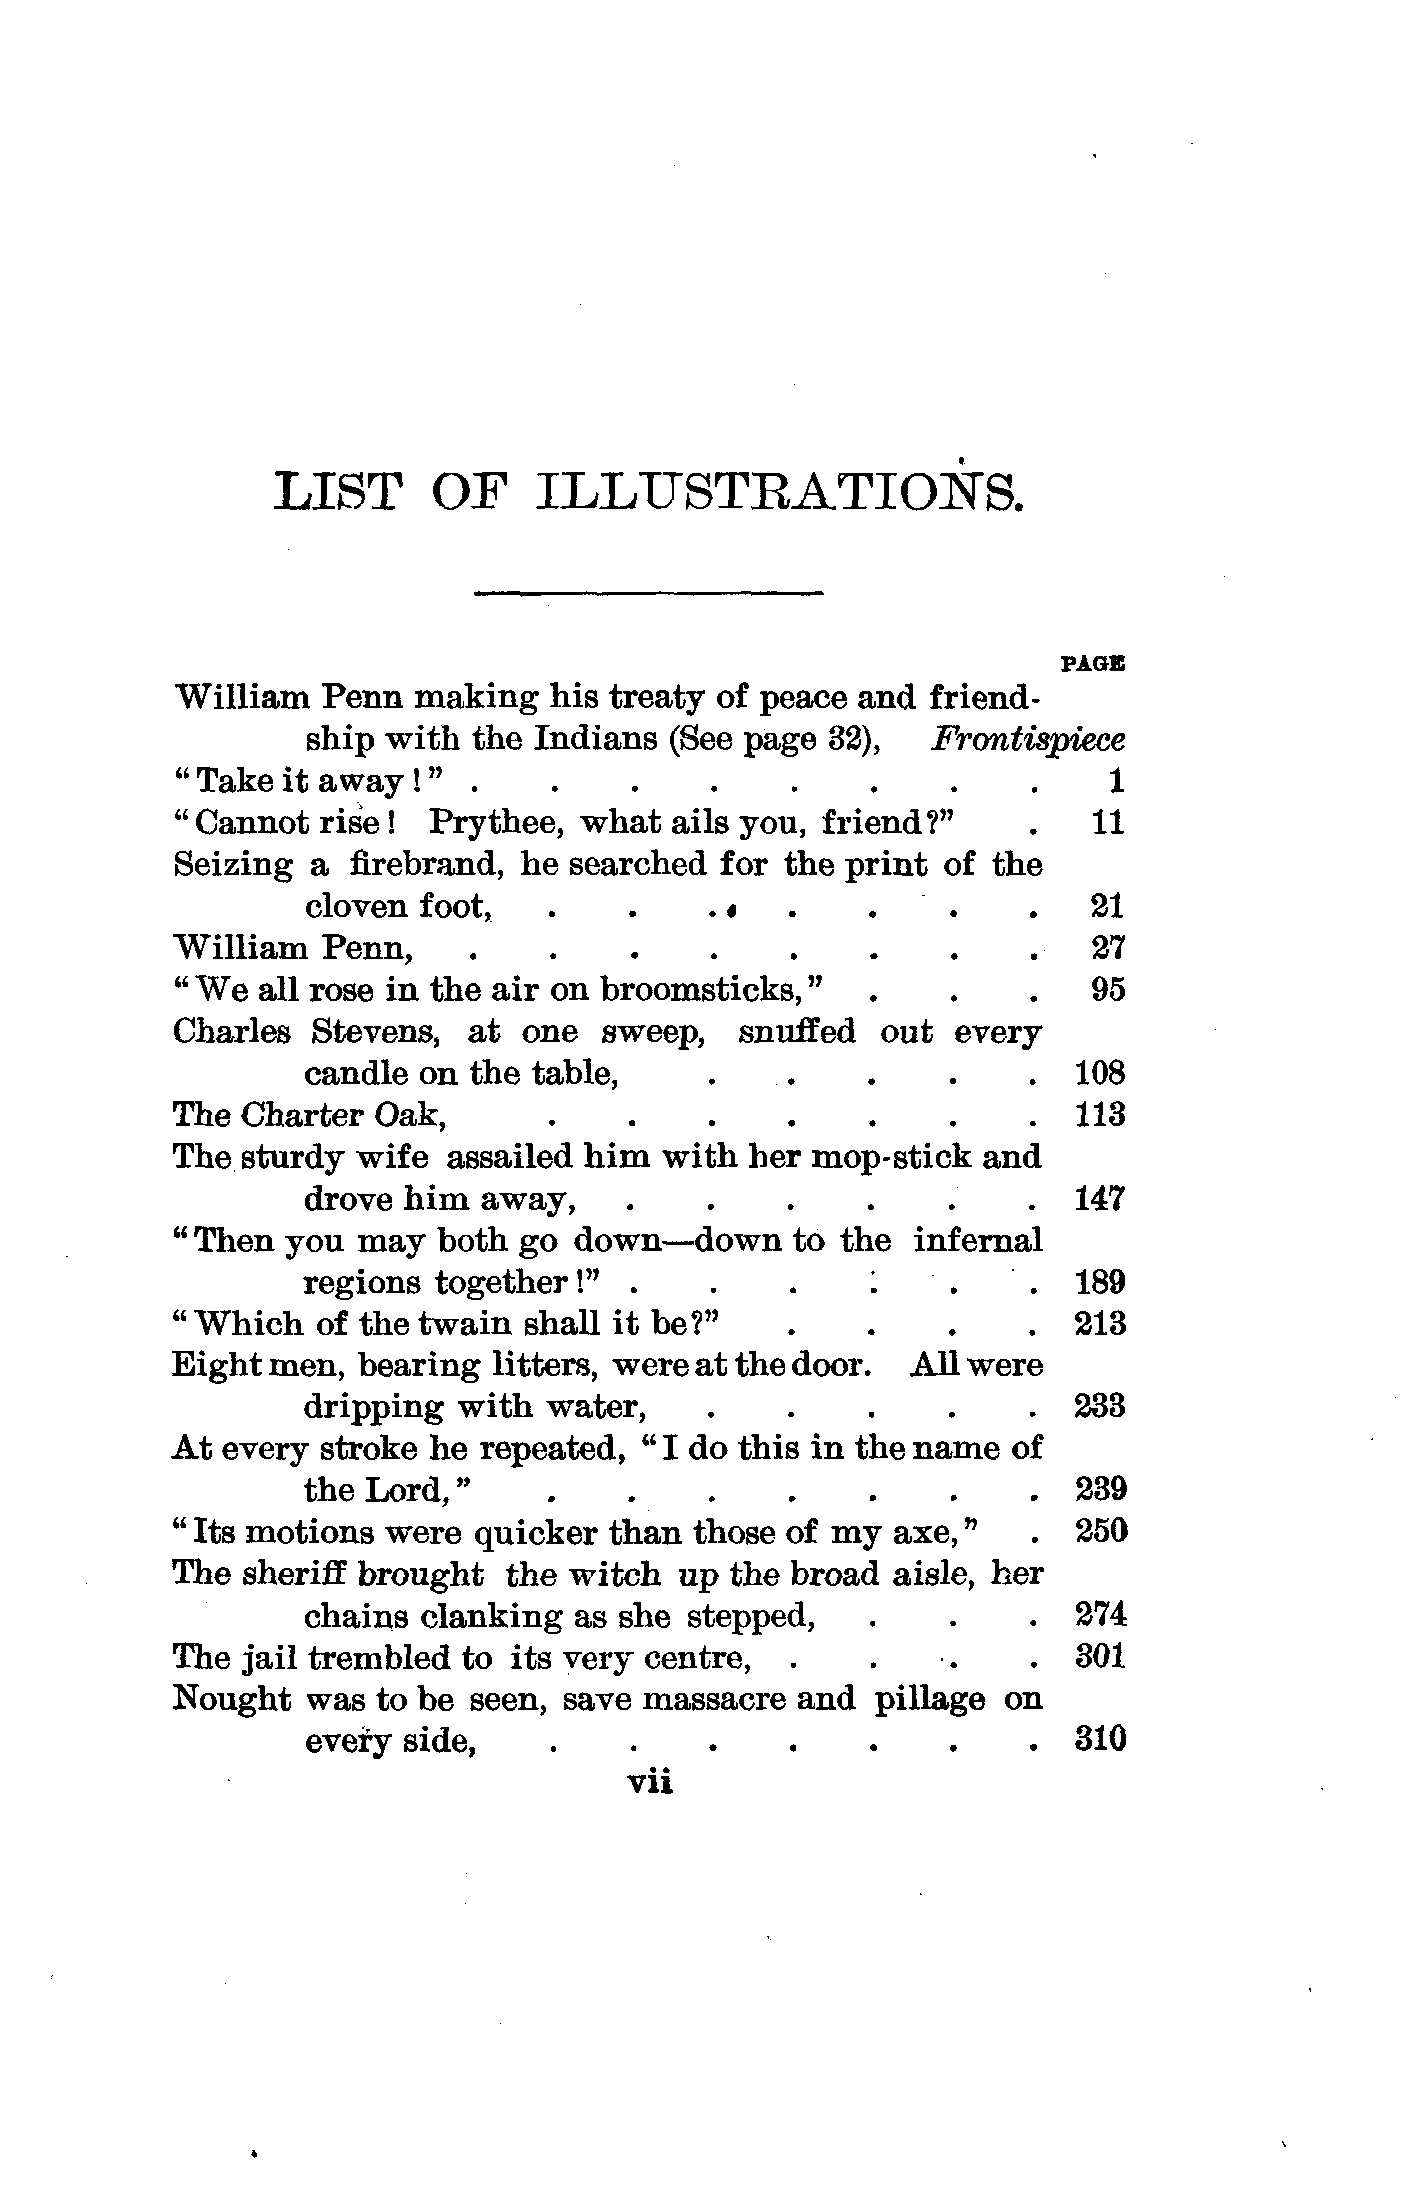 LIST OF ILLUSTRATIONS.
PAGE
William Penn making his treaty of peace and friend-
ship with the Indians (See page 32), Frontispiece
“Take it away!” . . . . . . . . 1
“Cannot rise! Prythee, what ails you, friend?” . 11
Seizing a firebrand, he searched for the print of the
cloven foot, . . . . . . . 21
William Penn, . . . . . . . . 27
“We all rose in the air on broomsticks,” . . . 95
Charles Stevens, at one sweep, snuffed out every
candle on the table, . . . . . 108
The Charter Oak, . . . . . . . 113
The sturdy wife assailed him with her mop-stick and
drove him away, . . . . . . 147
“Then you may both go down—down to the infernal
regions together!” . . . . . . 189
“Which of the twain shall it be?” . . . . 213
Eight men, bearing litters, were at the door. All were
dripping with water, . . . . . 233
At every stroke he repeated, “I do this in the name of
the Lord,” . . . . . . . 239
“Its motions were quicker than those of my axe,” . 250
The sheriff brought the witch up the broad aisle, her
chains clanking as she stepped, . . . 274
The jail trembled to its very centre, . . . . 301
Nought was to be seen, save massacre and pillage on
every side, . . . . . . . 310
vii